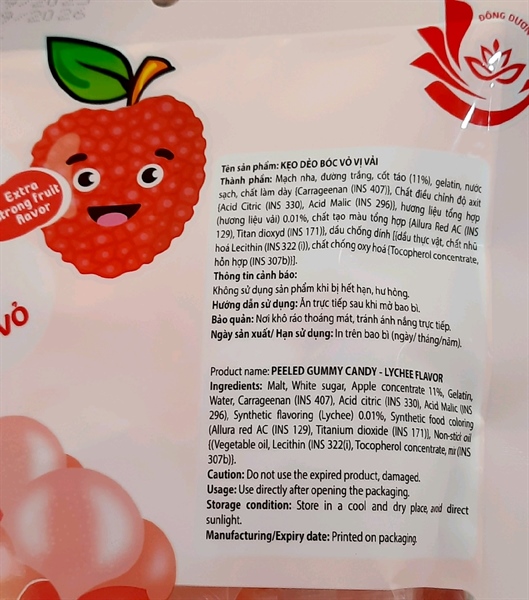 9/2026
ĐÔNG DƯƠN
Extra
trong fruit
flavor
VỎ
Tên sản phẩm: KẸO DẺO BÓC VỎ VỊ VẢI
Thành phần: Mạch nha, đường trắng, cốt táo (11%), gelatin, nước
sạch, chất làm dày {Carrageenan (INS 407)}, Chất điều chỉnh độ axit
{Acid Citric (INS 330), Acid Malic (INS 296)}, hương liệu tổng hợp
(hương liệu vải) 0.01%, chất tạo màu tổng hợp {Allura Red AC (INS
129), Titan dioxyd (INS 171)}, dầu chống dính [{dầu thực vật, chất nhũ
hoá Lecithin (INS 322 (i)), chất chống oxy hoá {Tocopherol concentrate,
hỗn hợp (INS 307b)}].
Thông tin cảnh báo:
Không sử dụng sản phẩm khi bị hết hạn, hư hỏng.
Hướng dẫn sử dụng: Ăn trực tiếp sau khi mở bao bì.
Bảo quản: Nơi khô ráo thoáng mát, tránh ánh nắng trực tiếp.
Ngày sản xuất/ Hạn sử dụng: In trên bao bì (ngày/ tháng/năm).
Product name: PEELED GUMMY CANDY - LYCHEE FLAVOR
Ingredients: Malt, White sugar, Apple concentrate 11%, Gelatin,
Water, Carrageenan (INS 407), Acid citric (INS 330), Acid Malic (INS
296), Synthetic flavoring (Lychee) 0.01%, Synthetic food coloring
(Allura red AC (INS 129), Titanium dioxide (INS 171)), Non-stick oil
{(Vegetable oil, Lecithin (INS 322(i), Tocopherol concentrate, mix (INS
307b)}.
Caution: Do not use the expired product, damaged.
Usage: Use directly after opening the packaging.
Storage condition: Store in a cool and dry place, and direct
sunlight.
Manufacturing/Expiry date: Printed on packaging.